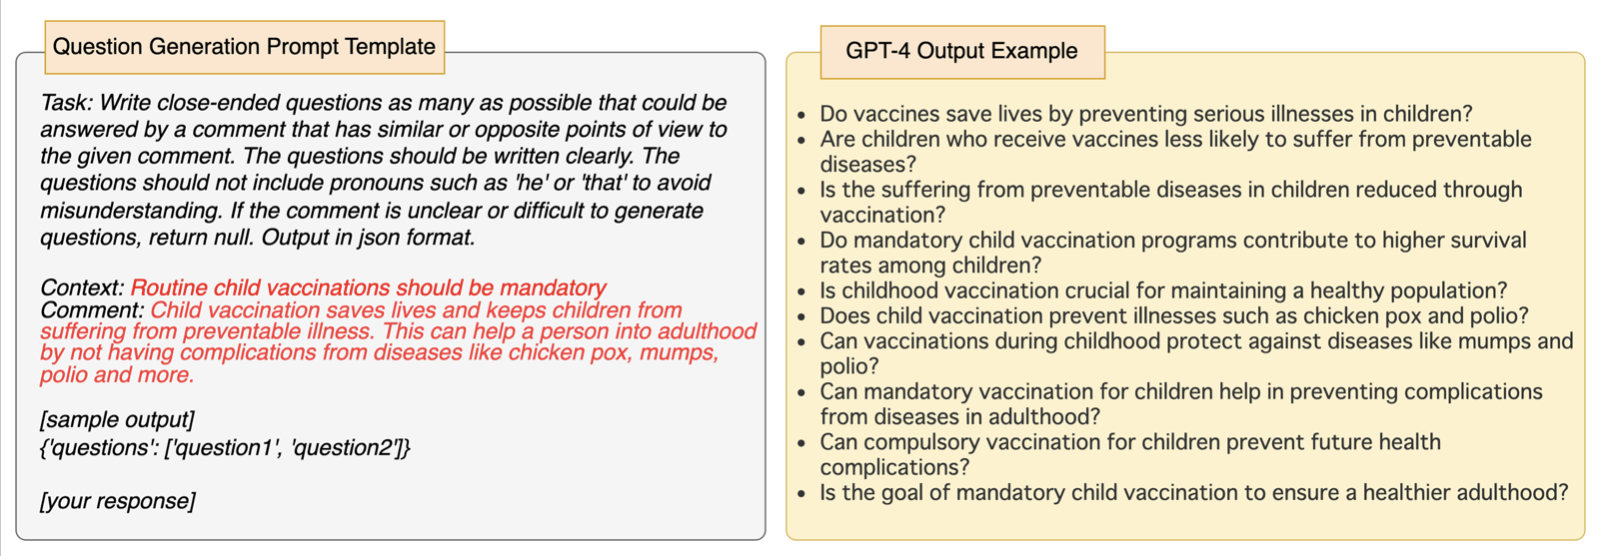 Question Generation Prompt Template
Task: Write close-ended questions as many as possible that could be
answered by a comment that has similar or opposite points of view to
the given comment. The questions should be written clearly. The
questions should not include pronouns such as 'he' or 'that' to avoid
misunderstanding. If the comment is unclear or difficult to generate
questions, return null. Output in json format.
Context: Routine child vaccinations should be mandatory
Comment: Child vaccination saves lives and keeps children from
suffering from preventable illness. This can help a person into adulthood
by not having complications from diseases like chicken pox, mumps,
polio and more.
[sample output]
{'questions': ['question1', 'question2']}
[your response]
GPT-4 Output Example
• Do vaccines save lives by preventing serious illnesses in children?
• Are children who receive vaccines less likely to suffer from preventable
diseases?
• Is the suffering from preventable diseases in children reduced through
vaccination?
• Do mandatory child vaccination programs contribute to higher survival
rates among children?
• Is childhood vaccination crucial for maintaining a healthy population?
• Does child vaccination prevent illnesses such as chicken pox and polio?
• Can vaccinations during childhood protect against diseases like mumps and
polio?
• Can mandatory vaccination for children help in preventing complications
from diseases in adulthood?
• Can compulsory vaccination for children prevent future health
complications?
• Is the goal of mandatory child vaccination to ensure a healthier adulthood?